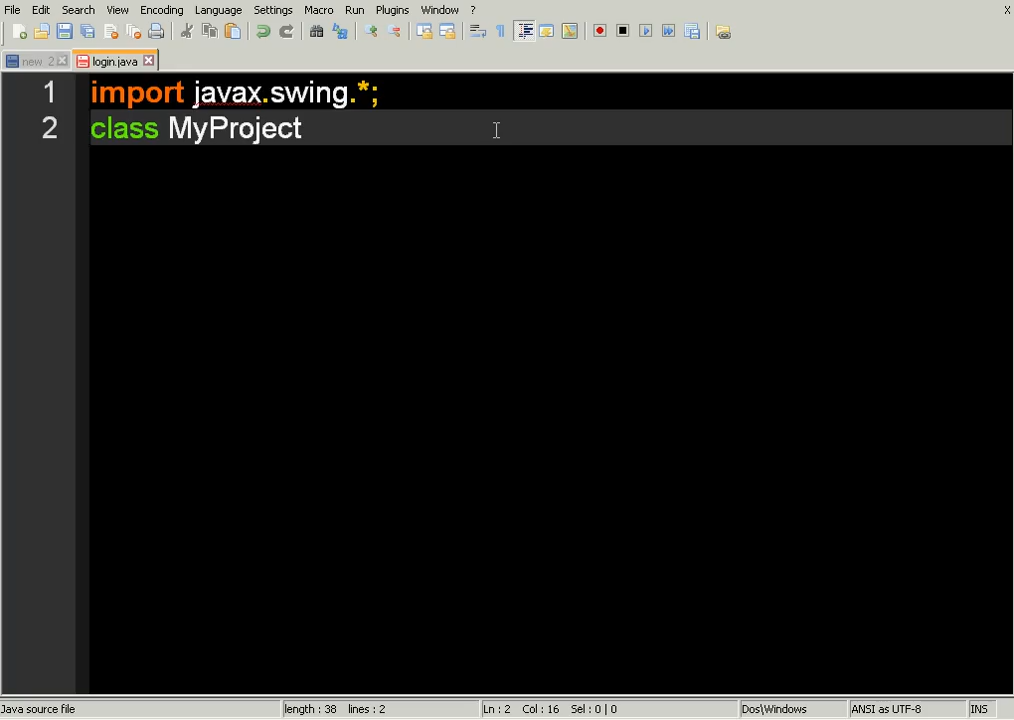 File Edit Search View Encoding Language Settings Macro Run Plugins Window ? X
new 2 login.java
1 import javax.swing.*;
2 class MyProject
Java source file length : 38 lines : 2 Ln : 2 Col : 16 Sel : 0 | 0 Dos\Windows ANSI as UTF-8 INS